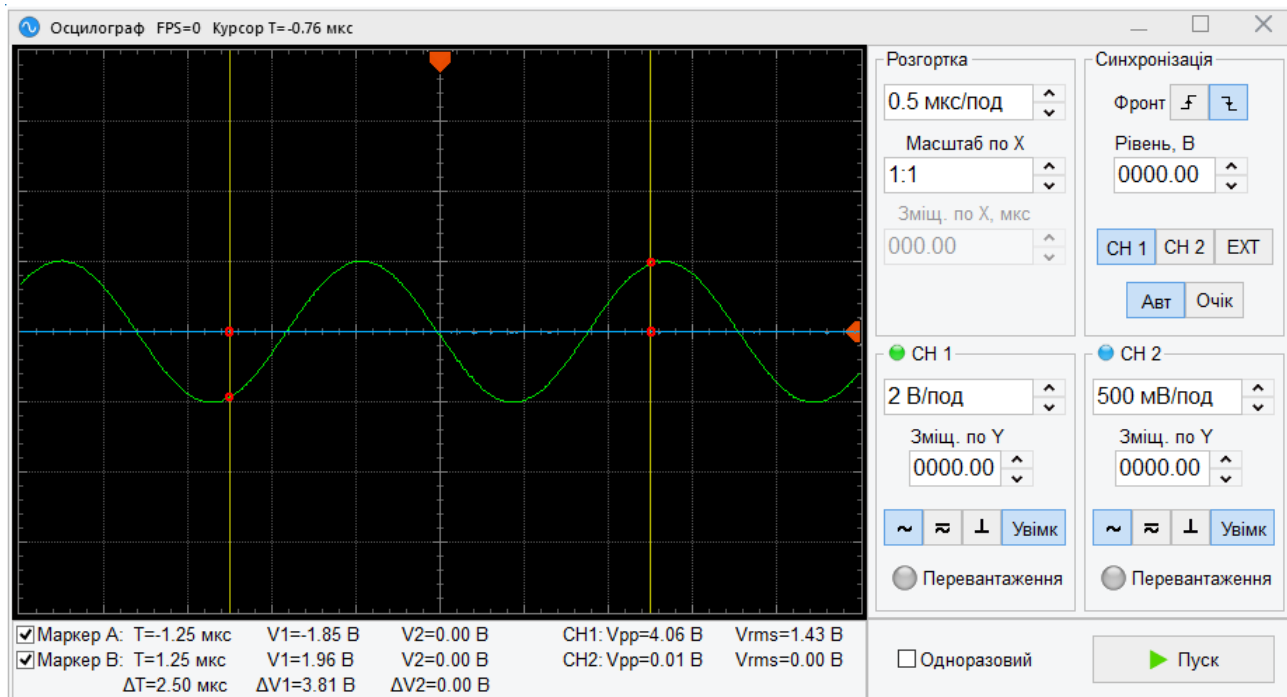 Осцилограф FPS=0 Курсор T=-0.76 мкс
Розгортка
0.5 мкс/под
Масштаб по X
1:1
Зміщ. по X, мкс
000.00
Синхронізація
Фронт
Рівень, В
0000.00
CH 1 CH 2 EXT
Авт Очік
CH 1
2 В/под
Зміщ. по Y
0000.00
~ ≂ ⊥ Увімк
Перевантаження
CH 2
500 мВ/под
Зміщ. по Y
0000.00
~ ≂ ⊥ Увімк
Перевантаження
Маркер A: T=-1.25 мкс V1=-1.85 В V2=0.00 В CH1: Vpp=4.06 В Vrms=1.43 В
Маркер B: T=1.25 мкс V1=1.96 В V2=0.00 В CH2: Vpp=0.01 В Vrms=0.00 В
ΔT=2.50 мкс ΔV1=3.81 В ΔV2=0.00 В
Одноразовий
Пуск